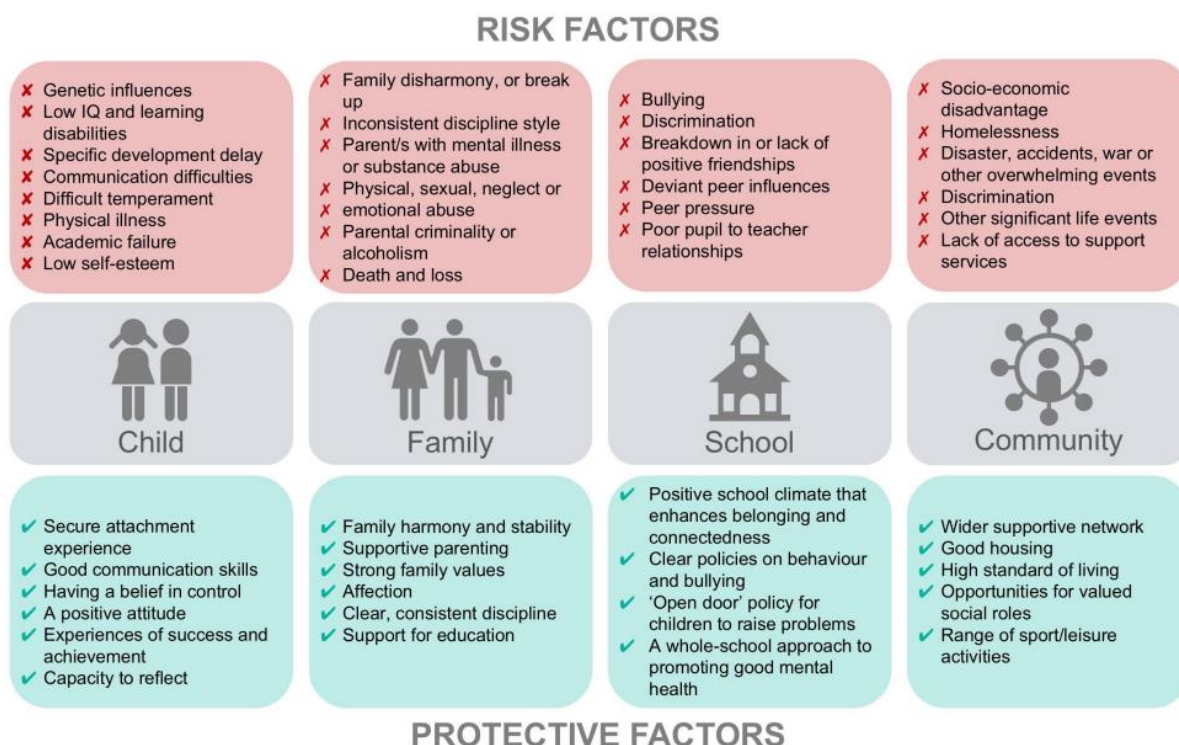 RISK FACTORS
✘ Genetic influences
✘ Low IQ and learning
disabilities
✘ Specific development delay
✘ Communication difficulties
✘ Difficult temperament
✘ Physical illness
✘ Academic failure
✘ Low self-esteem
✗ Family disharmony, or break
up
✗ Inconsistent discipline style
✗ Parent/s with mental illness
or substance abuse
✗ Physical, sexual, neglect or
✗ emotional abuse
✗ Parental criminality or
alcoholism
✗ Death and loss
✗ Bullying
✗ Discrimination
✗ Breakdown in or lack of
positive friendships
✗ Deviant peer influences
✗ Peer pressure
✗ Poor pupil to teacher
relationships
✗ Socio-economic
disadvantage
✗ Homelessness
✗ Disaster, accidents, war or
other overwhelming events
✗ Discrimination
✗ Other significant life events
✗ Lack of access to support
services
Child
Family
School
Community
✔ Secure attachment
experience
✔ Good communication skills
✔ Having a belief in control
✔ A positive attitude
✔ Experiences of success and
achievement
✔ Capacity to reflect
✔ Family harmony and stability
✔ Supportive parenting
✔ Strong family values
✔ Affection
✔ Clear, consistent discipline
✔ Support for education
✔ Positive school climate that
enhances belonging and
connectedness
✔ Clear policies on behaviour
and bullying
✔ ‘Open door’ policy for
children to raise problems
✔ A whole-school approach to
promoting good mental
health
✔ Wider supportive network
✔ Good housing
✔ High standard of living
✔ Opportunities for valued
social roles
✔ Range of sport/leisure
activities
PROTECTIVE FACTORS